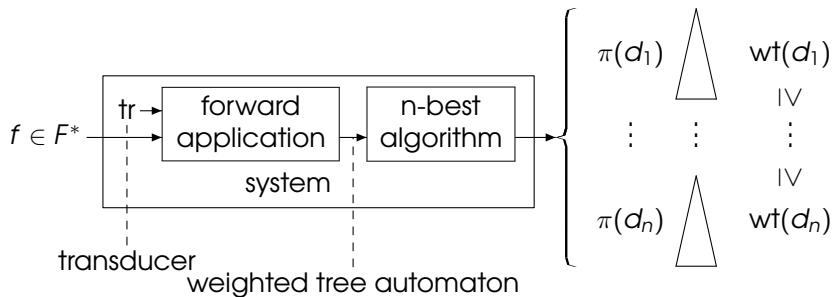 π(d₁) wt(d₁)
≥
tr forward application n-best algorithm
f ∈ F* ⋮ ⋮ ⋮
system
≥
π(dₙ) wt(dₙ)
transducer
weighted tree automaton